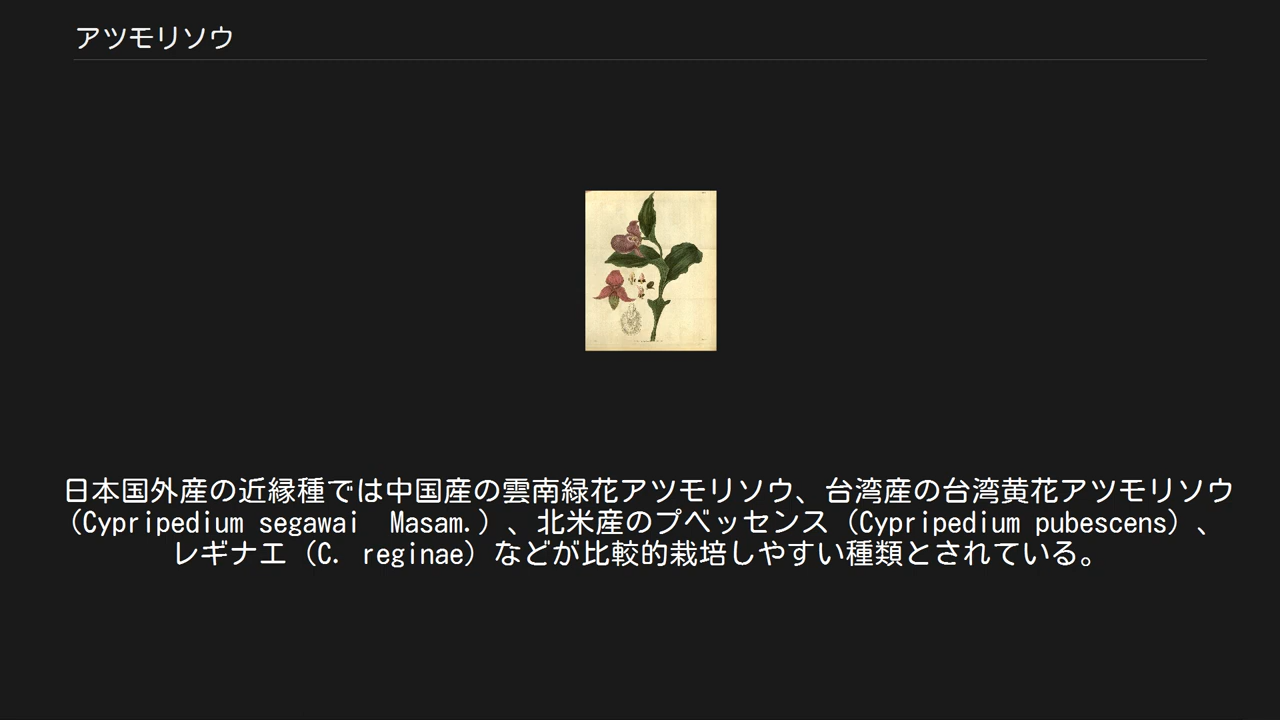 アツモリソウ
日本国外産の近縁種では中国産の雲南緑花アツモリソウ、台湾産の台湾黄花アツモリソウ
（Cypripedium segawai　Masam.）、北米産のプベッセンス（Cypripedium pubescens）、
レギナエ（C. reginae）などが比較的栽培しやすい種類とされている。